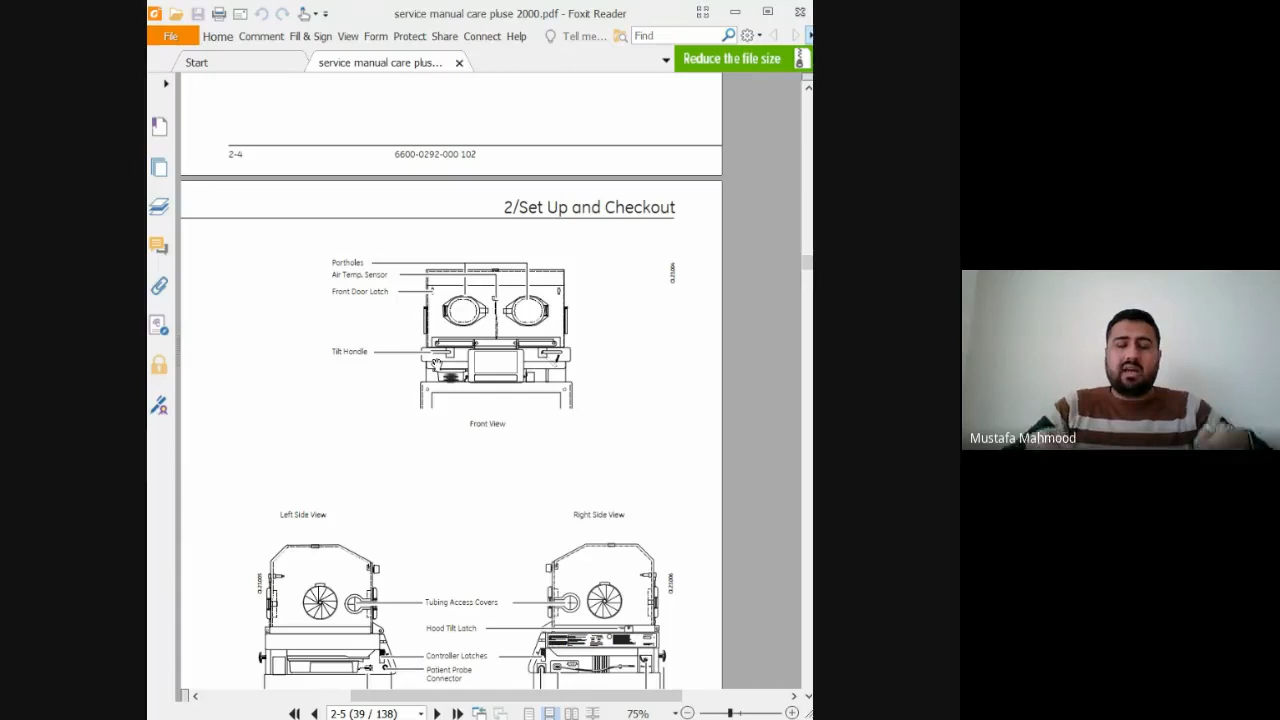 service manual care pluse 2000.pdf - Foxit Reader
File Home Comment Fill & Sign View Form Protect Share Connect Help Tell me... Find
Start service manual care plus... Reduce the file size
2-4 6600-0292-000 102
2/Set Up and Checkout
Portholes
Air Temp. Sensor
Front Door Latch
Tilt Handle
Front View
Left Side View Right Side View
Tubing Access Covers
Hood Tilt Latch
Controller Latches
Patient Probe
Connector
2-5 (39 / 138) 75%
Mustafa Mahmood